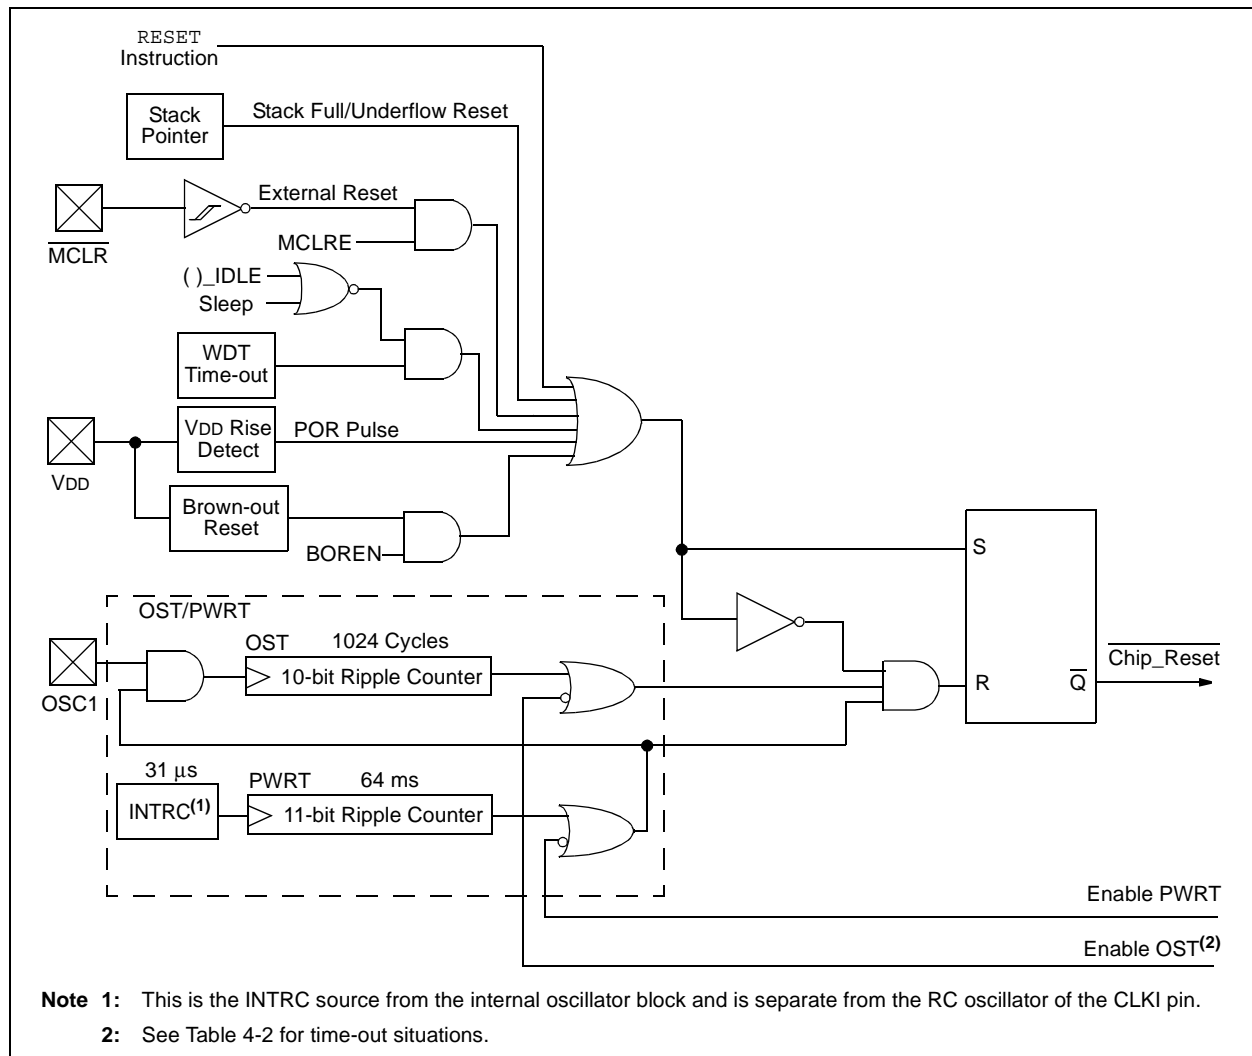 RESET
Instruction
Stack
Pointer
Stack Full/Underflow Reset
External Reset
MCLR
MCLRE
( )_IDLE
Sleep
WDT
Time-out
VDD Rise
Detect
POR Pulse
VDD
Brown-out
Reset
BOREN
S
OST/PWRT
OST 1024 Cycles
10-bit Ripple Counter
OSC1
R
Q
Chip_Reset
31 μs
INTRC(1)
PWRT 64 ms
11-bit Ripple Counter
Enable PWRT
Enable OST(2)
Note 1: This is the INTRC source from the internal oscillator block and is separate from the RC oscillator of the CLKI pin.
2: See Table 4-2 for time-out situations.